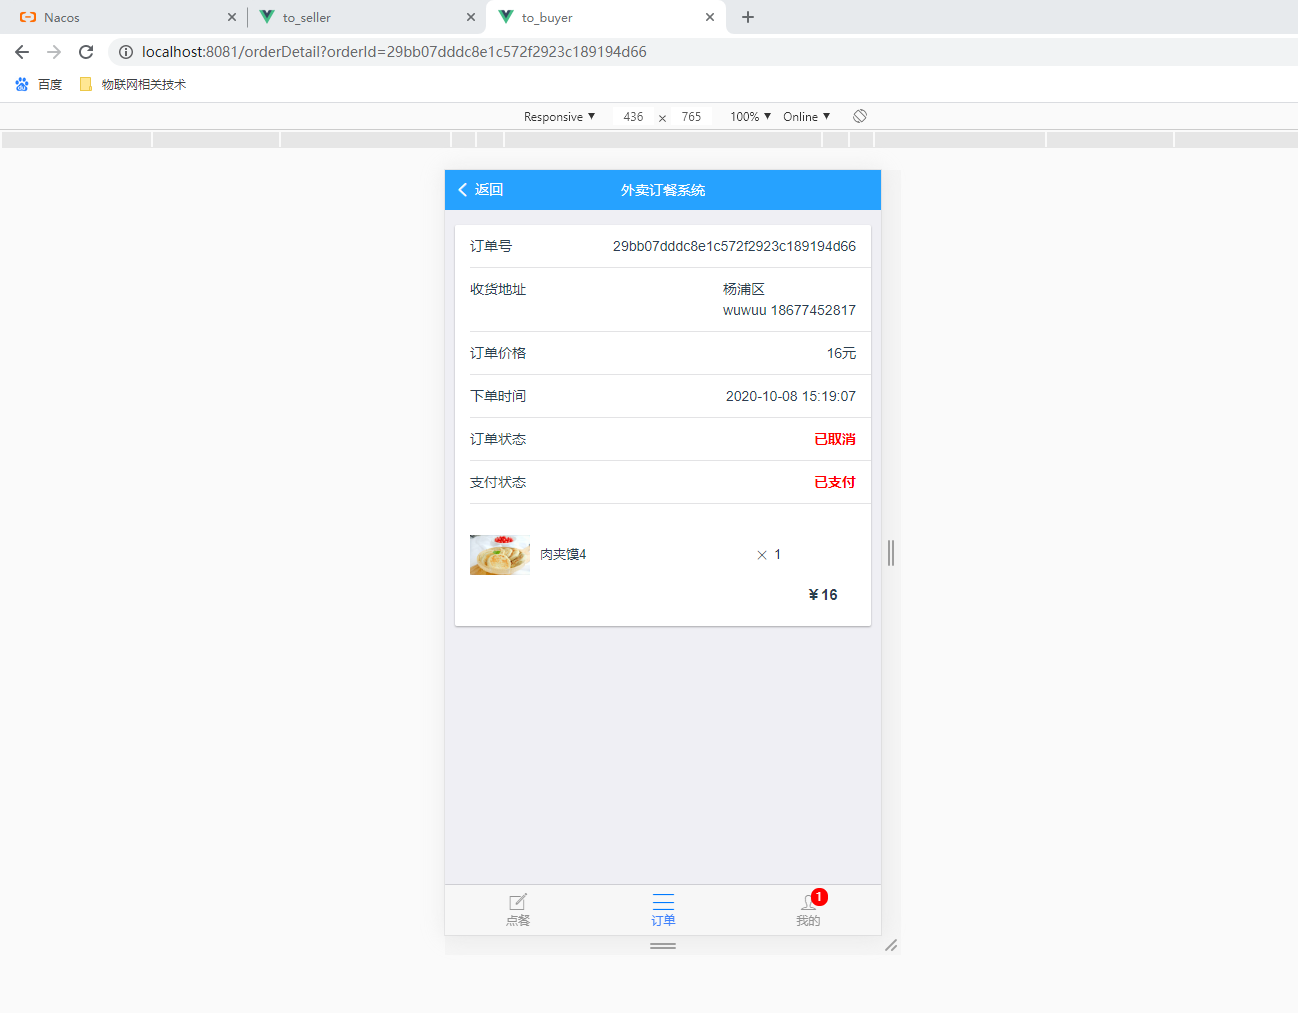 Nacos
to_seller
to_buyer
localhost:8081/orderDetail?orderId=29bb07dddc8e1c572f2923c189194d66
百度
物联网相关技术
Responsive ▼ 436 × 765 100% ▼ Online ▼
返回 外卖订餐系统
订单号 29bb07dddc8e1c572f2923c189194d66
收货地址 杨浦区
wuwuu 18677452817
订单价格 16元
下单时间 2020-10-08 15:19:07
订单状态 已取消
支付状态 已支付
肉夹馍4 × 1
¥16
点餐 订单 我的 1